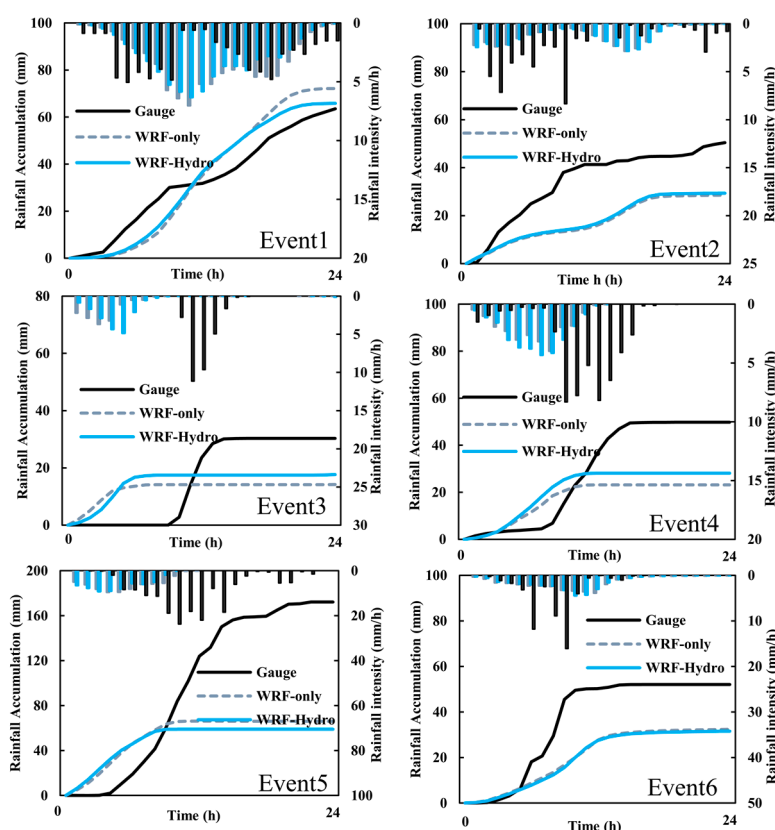 100
80
60
40
20
0
Rainfall Accumulation (mm)
0
5
10
15
20
Rainfall intensity (mm/h)
Gauge
WRF-only
WRF-Hydro
Event1
0
Time (h)
24
100
80
60
40
20
0
Rainfall Accumulation (mm)
0
5
10
15
20
25
Rainfall intensity (mm/h)
Gauge
WRF-only
WRF-Hydro
Event2
0
Time h (h)
24
80
60
40
20
0
Rainfall Accumulation (mm)
0
5
10
15
20
25
30
Rainfall intensity (mm/h)
Gauge
WRF-only
WRF-Hydro
Event3
0
Time (h)
24
100
80
60
40
20
0
Rainfall Accumulation (mm)
0
5
10
15
20
Rainfall intensity (mm/h)
Gauge
WRF-only
WRF-Hydro
Event4
0
Time (h)
24
200
160
120
80
40
0
Rainfall Accumulation (mm)
0
20
40
60
80
100
Rainfall intensity (mm/h)
Gauge
WRF-only
WRF-Hydro
Event5
0
Time (h)
24
100
80
60
40
20
0
Rainfall Accumulation (mm)
0
10
20
30
40
50
Rainfall intensity (mm/h)
Gauge
WRF-only
WRF-Hydro
Event6
0
Time (h)
24